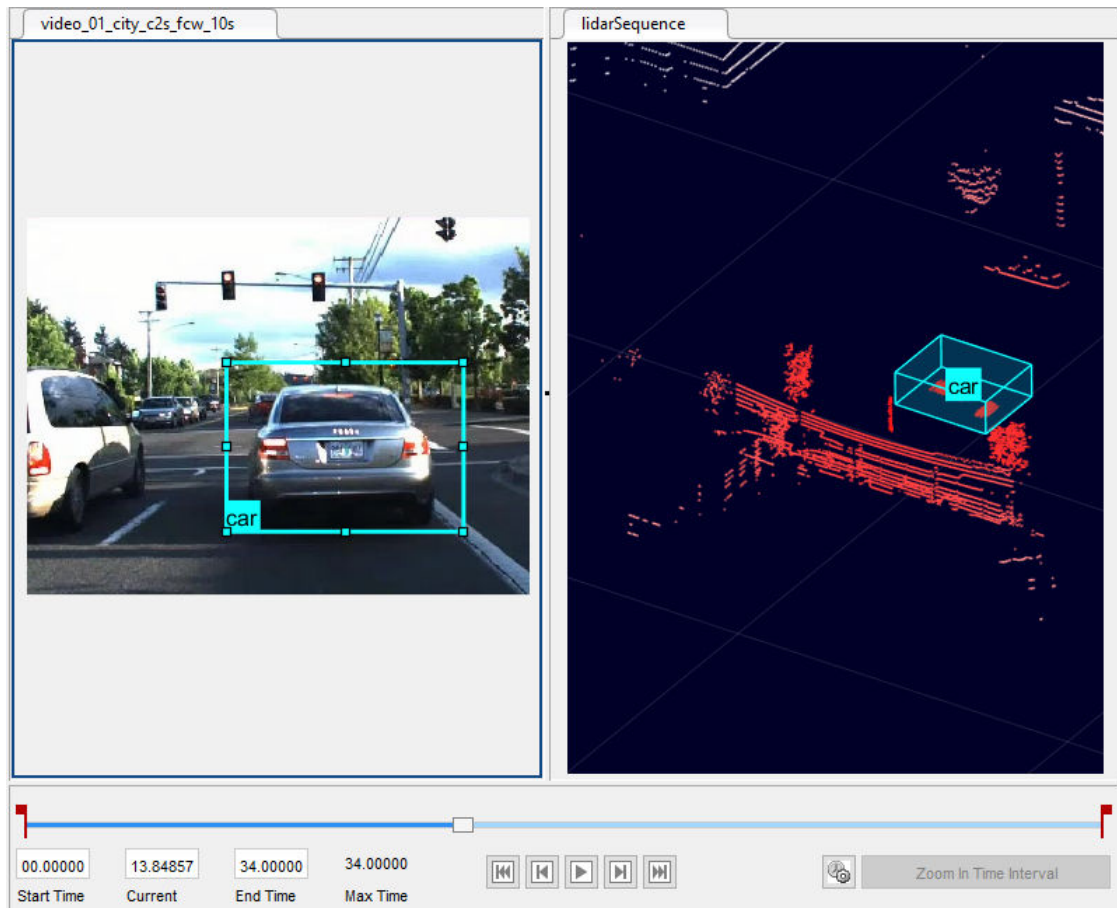 video_01_city_c2s_fcw_10s
lidarSequence
car
car
00.00000
13.84857
34.00000
34.00000
Start Time
Current
End Time
Max Time
Zoom In Time Interval